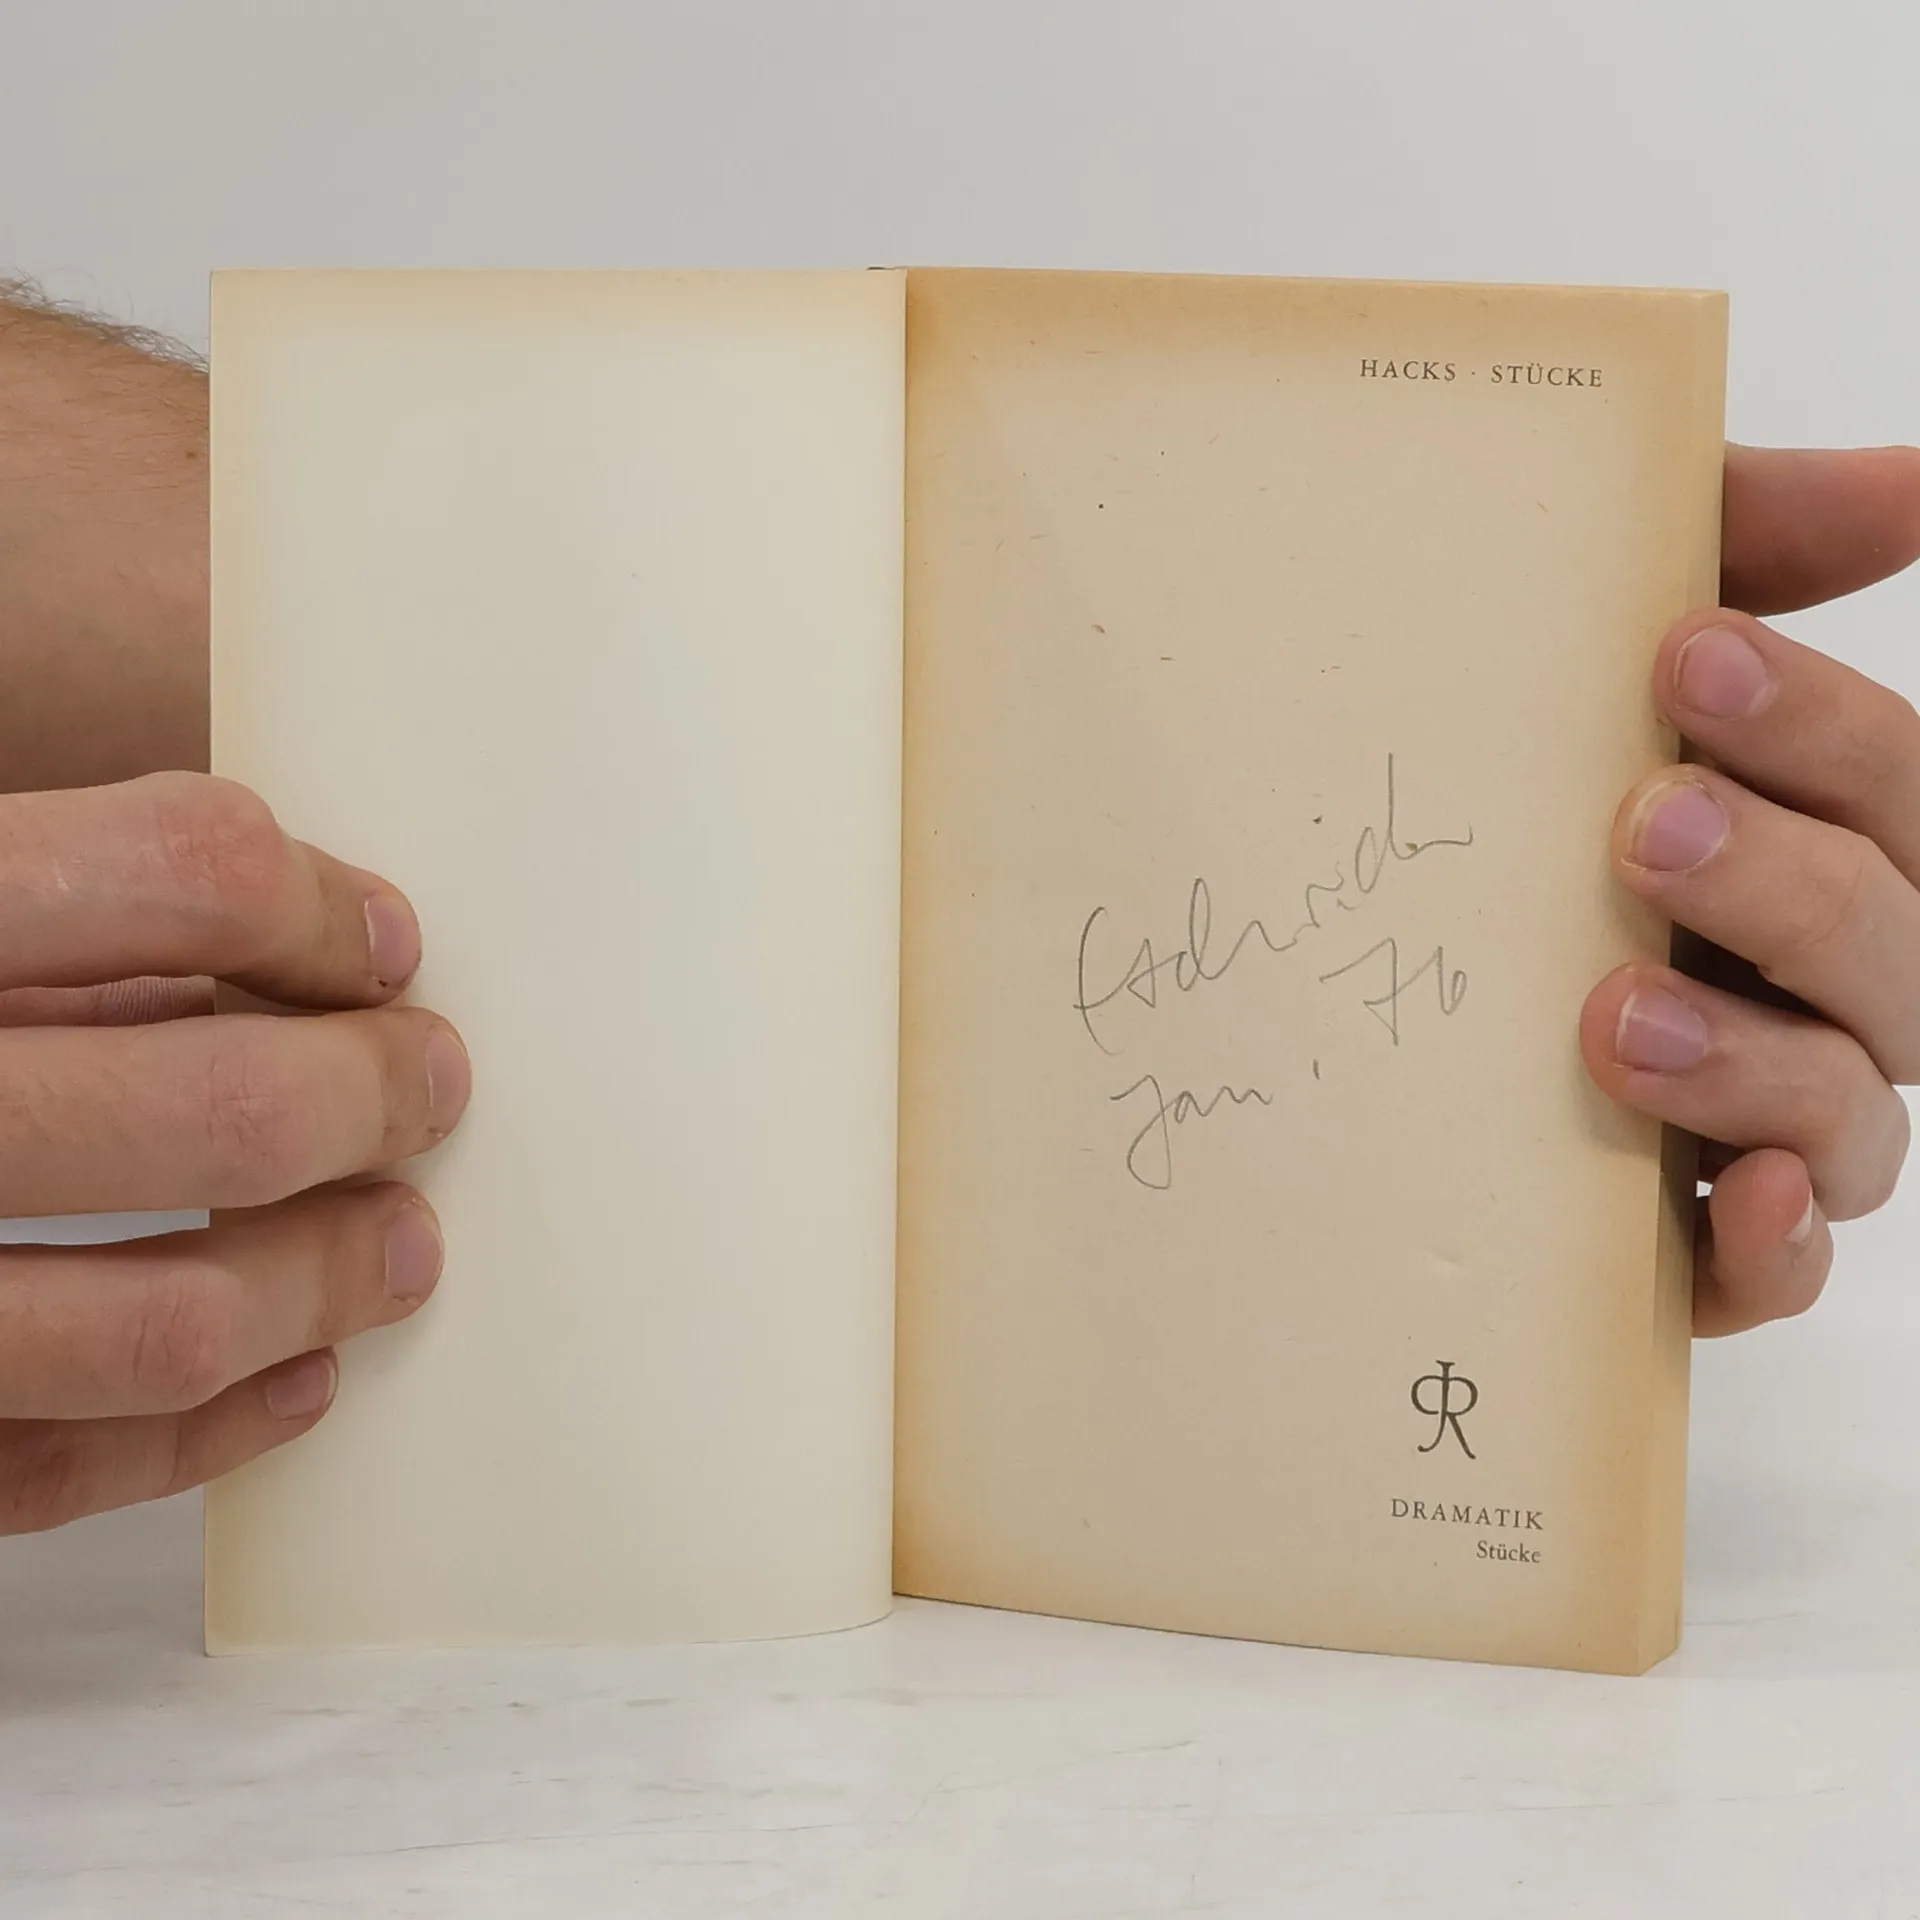 HACKS · STÜCKE
Jan ' 76
DRAMATIK
Stücke